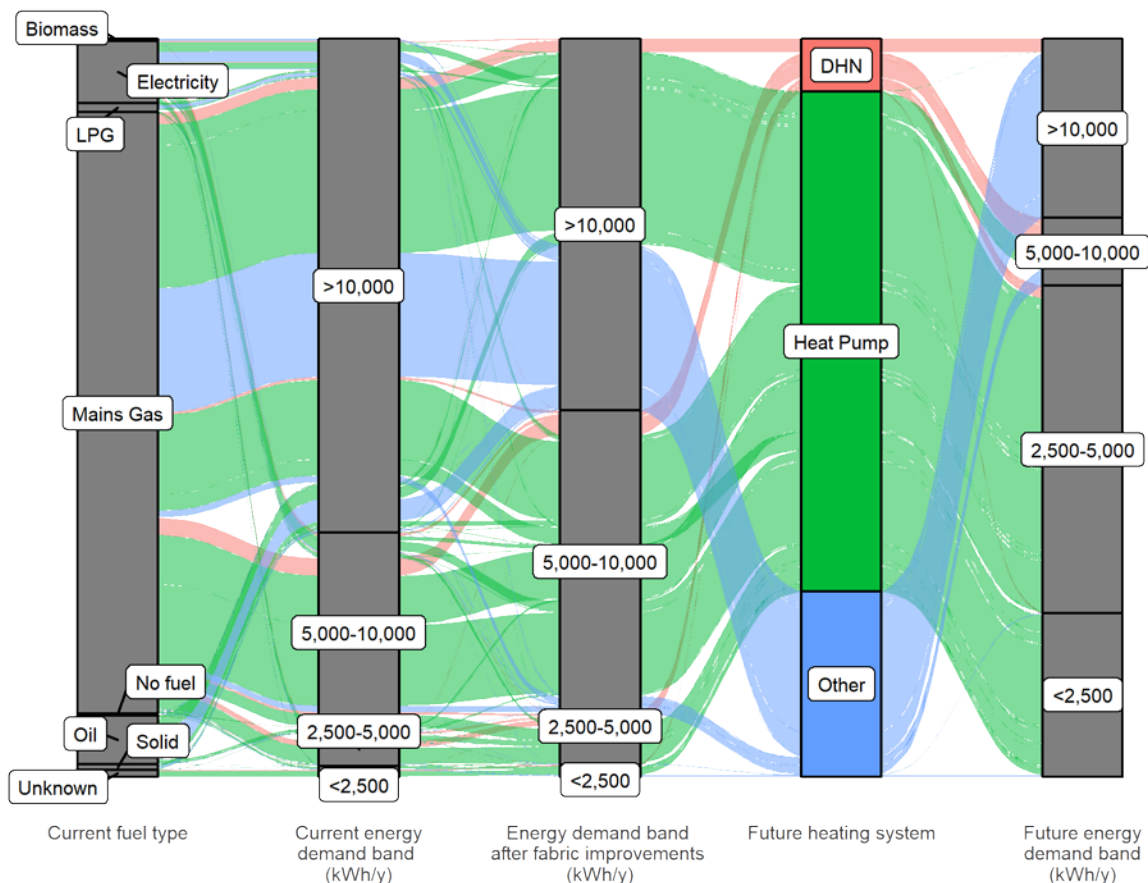 Biomass
Electricity
LPG
Mains Gas
No fuel
Oil
Solid
Unknown
>10,000
5,000-10,000
2,500-5,000
<2,500
>10,000
5,000-10,000
2,500-5,000
<2,500
DHN
Heat Pump
Other
>10,000
5,000-10,000
2,500-5,000
<2,500
Current fuel type
Current energy
demand band
(kWh/y)
Energy demand band
after fabric improvements
(kWh/y)
Future heating system
Future energy
demand band
(kWh/y)